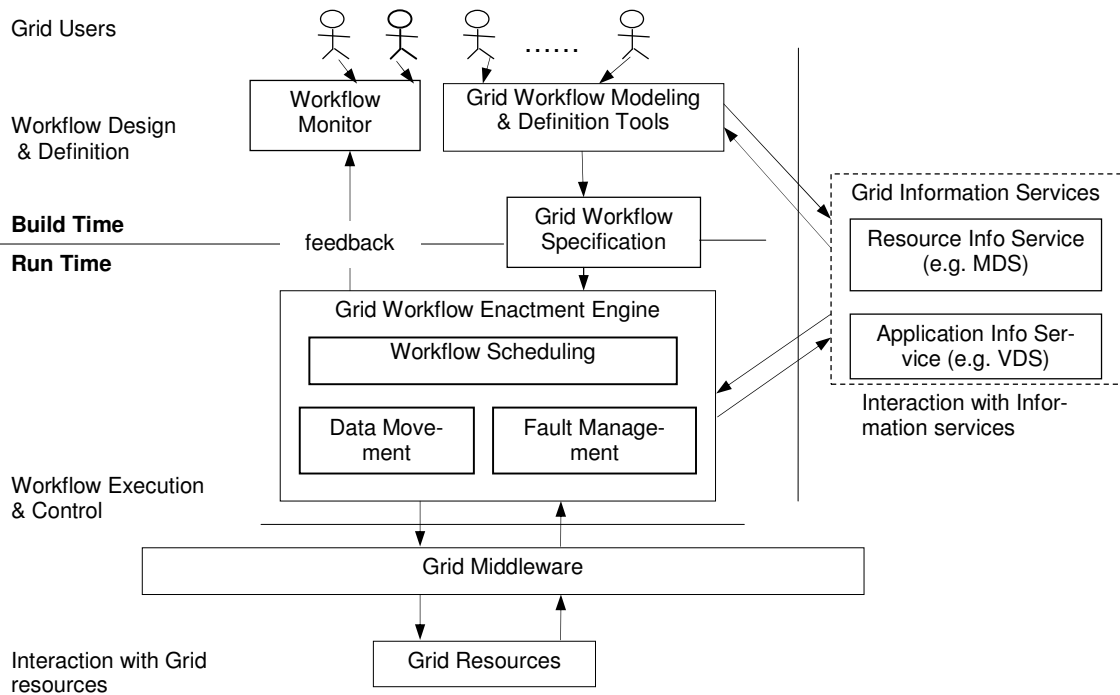 Grid Users
......
Workflow
Monitor
Grid Workflow Modeling
& Definition Tools
Workflow Design
& Definition
Grid Information Services
Build Time
feedback
Grid Workflow
Specification
Resource Info Service
(e.g. MDS)
Run Time
Grid Workflow Enactment Engine
Workflow Scheduling
Application Info Ser-
vice (e.g. VDS)
Data Move-
ment
Fault Manage-
ment
Interaction with Infor-
mation services
Workflow Execution
& Control
Grid Middleware
Interaction with Grid
resources
Grid Resources